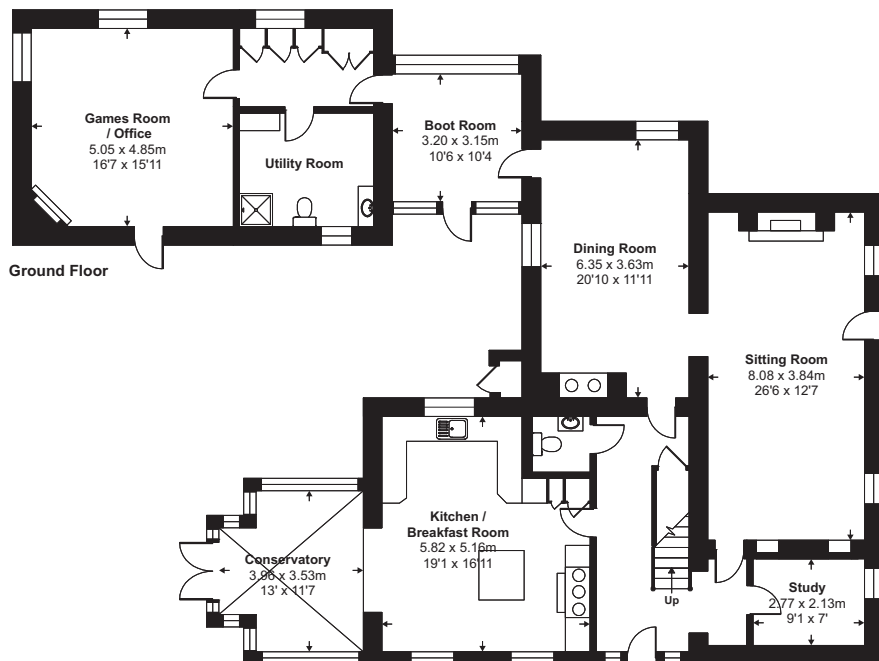 Games Room
/ Office
5.05 x 4.85m
16'7 x 15'11
Boot Room
3.20 x 3.15m
10'6 x 10'4
Utility Room
Ground Floor
Dining Room
6.35 x 3.63m
20'10 x 11'11
Sitting Room
8.08 x 3.84m
26'6 x 12'7
Kitchen /
Breakfast Room
5.82 x 5.16m
19'1 x 16'11
Conservatory
3.96 x 3.53m
13' x 11'7
Study
2.77 x 2.13m
9'1 x 7'
Up